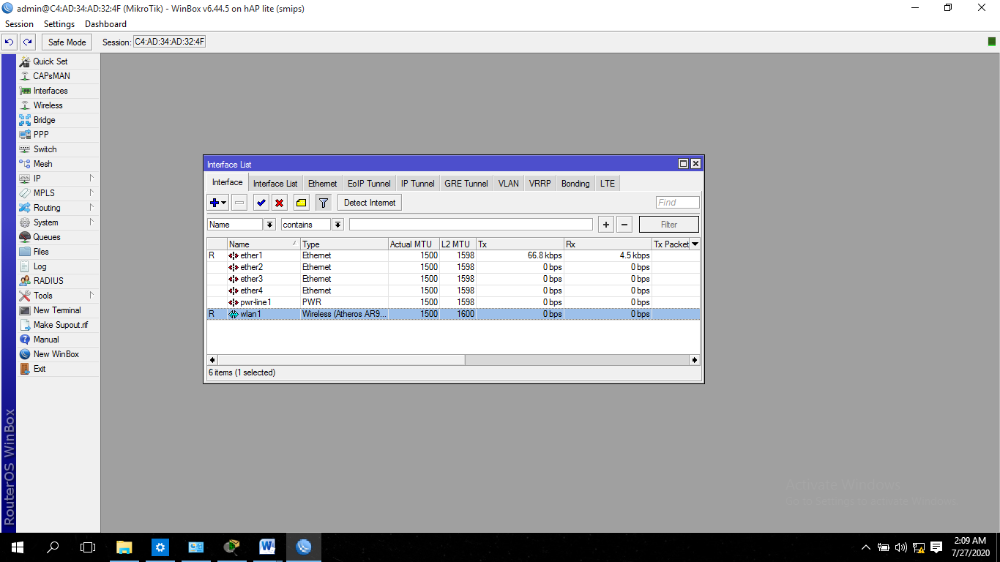 admin@C4:AD:34:AD:32:4F (MikroTik) - WinBox v6.44.5 on hAP lite (smips)
Session Settings Dashboard
Safe Mode Session: C4:AD:34:AD:32:4F
Quick Set
CAPsMAN
Interfaces
Wireless
Bridge
PPP
Switch
Mesh
IP
MPLS
Routing
System
Queues
Files
Log
RADIUS
Tools
New Terminal
Make Supout.rif
Manual
New WinBox
Exit
RouterOS WinBox
Interface List
Interface Interface List Ethernet EoIP Tunnel IP Tunnel GRE Tunnel VLAN VRRP Bonding LTE
Detect Internet Find
Name contains Filter
Name Type Actual MTU L2 MTU Tx Rx Tx Packet
R ether1 Ethernet 1500 1598 66.8 kbps 4.5 kbps
ether2 Ethernet 1500 1598 0 bps 0 bps
ether3 Ethernet 1500 1598 0 bps 0 bps
ether4 Ethernet 1500 1598 0 bps 0 bps
pwr-line1 PWR 1500 1598 0 bps 0 bps
R wlan1 Wireless (Atheros AR9... 1500 1600 0 bps 0 bps
6 items (1 selected)
Activate Windows
Go to Settings to activate Windows.
2:09 AM
7/27/2020